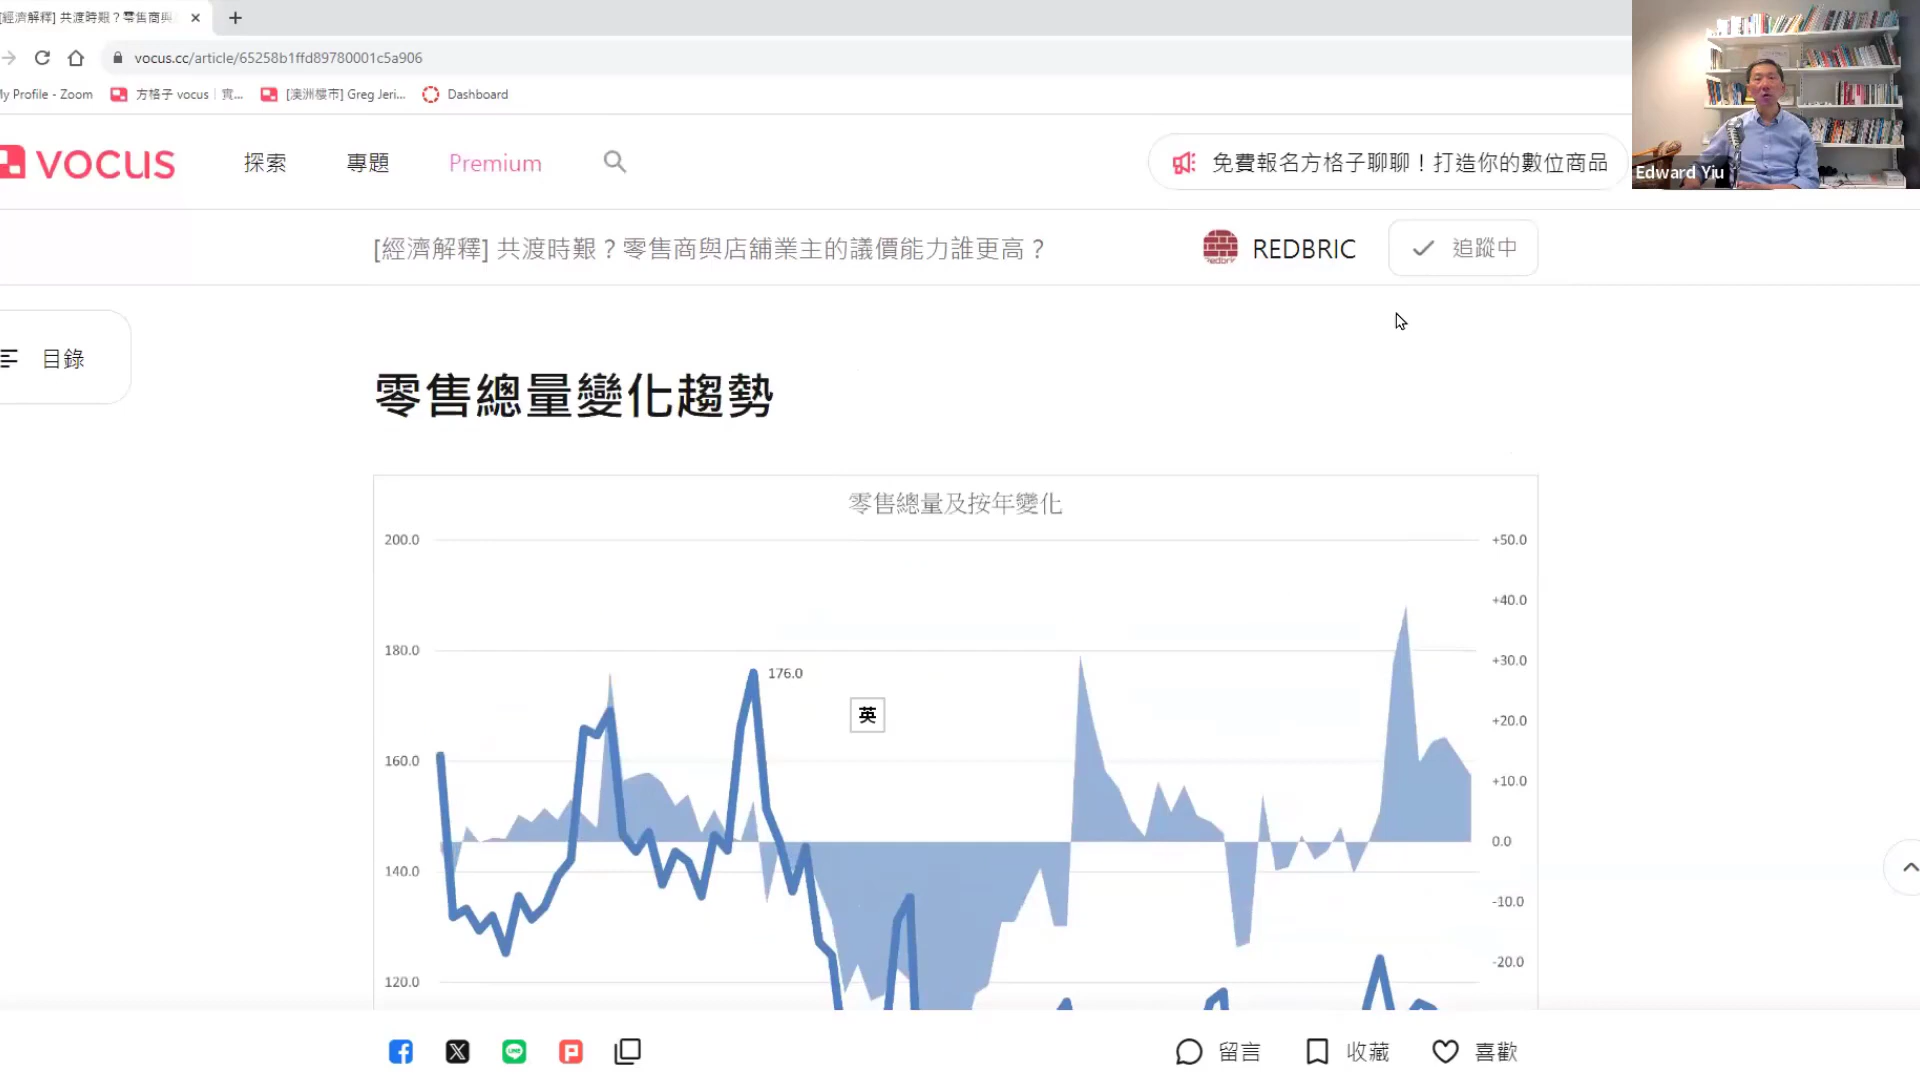 [經濟解釋] 共渡時艱？零售商與
vocus.cc/article/65258b1ffd89780001c5a906
My Profile - Zoom
方格子 vocus｜實...
[澳洲樓市] Greg Jeri...
Dashboard
vocus
探索
專題
Premium
免費報名方格子聊聊！打造你的數位商品
Edward Yiu
[經濟解釋] 共渡時艱？零售商與店舖業主的議價能力誰更高？
REDBRIC
追蹤中
目錄
零售總量變化趨勢
零售總量及按年變化
200.0
+50.0
+40.0
180.0
+30.0
176.0
英
+20.0
160.0
+10.0
0.0
140.0
-10.0
-20.0
120.0
留言
收藏
喜歡